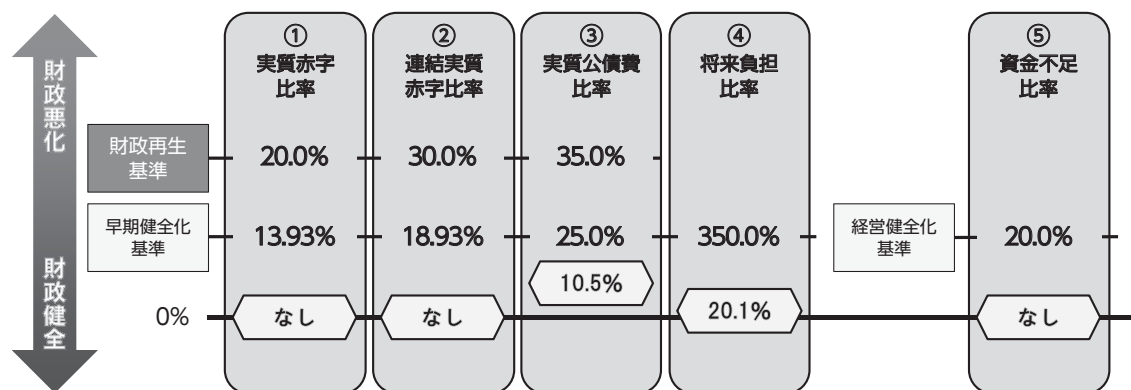 財政悪化
財政健全
①
実質赤字
比率
②
連結実質
赤字比率
③
実質公債費
比率
④
将来負担
比率
⑤
資金不足
比率
財政再生
基準
20.0%
30.0%
35.0%
早期健全化
基準
13.93%
18.93%
25.0%
350.0%
経営健全化
基準
20.0%
10.5%
0%
なし
なし
20.1%
なし